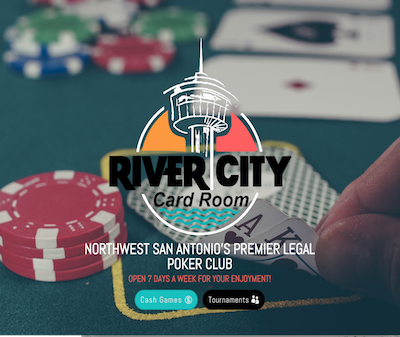 RIVER CITY
Card Room
NORTHWEST SAN ANTONIO'S PREMIER LEGAL
POKER CLUB
OPEN 7 DAYS A WEEK FOR YOUR ENJOYMENT!
Cash Games Tournaments
A